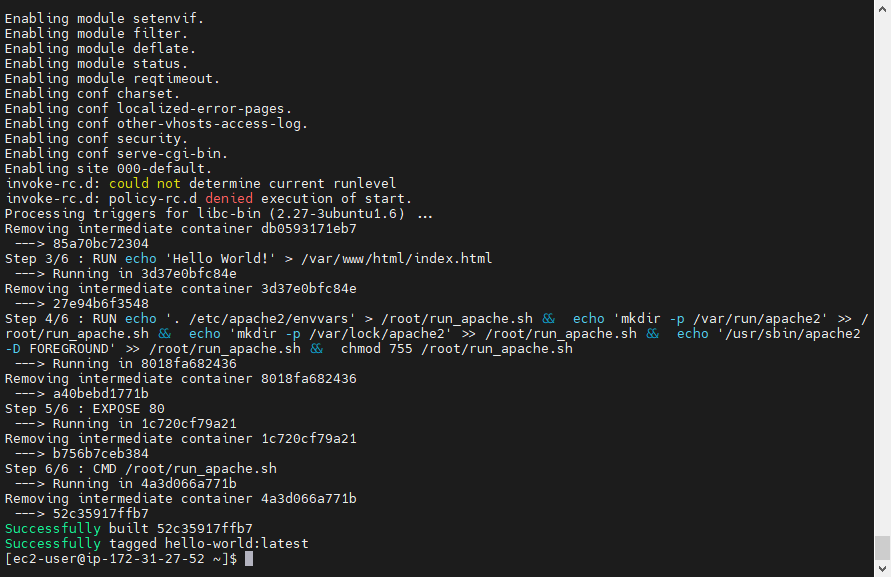 Enabling module setenvif.
Enabling module filter.
Enabling module deflate.
Enabling module status.
Enabling module reqtimeout.
Enabling conf charset.
Enabling conf localized-error-pages.
Enabling conf other-vhosts-access-log.
Enabling conf security.
Enabling conf serve-cgi-bin.
Enabling site 000-default.
invoke-rc.d: could not determine current runlevel
invoke-rc.d: policy-rc.d denied execution of start.
Processing triggers for libc-bin (2.27-3ubuntu1.6) ...
Removing intermediate container db0593171eb7
 ---> 85a70bc72304
Step 3/6 : RUN echo 'Hello World!' > /var/www/html/index.html
 ---> Running in 3d37e0bfc84e
Removing intermediate container 3d37e0bfc84e
 ---> 27e94b6f3548
Step 4/6 : RUN echo '. /etc/apache2/envvars' > /root/run_apache.sh &&  echo 'mkdir -p /var/run/apache2' >> /
root/run_apache.sh &&  echo 'mkdir -p /var/lock/apache2' >> /root/run_apache.sh &&  echo '/usr/sbin/apache2
-D FOREGROUND' >> /root/run_apache.sh &&  chmod 755 /root/run_apache.sh
 ---> Running in 8018fa682436
Removing intermediate container 8018fa682436
 ---> a40bebd1771b
Step 5/6 : EXPOSE 80
 ---> Running in 1c720cf79a21
Removing intermediate container 1c720cf79a21
 ---> b756b7ceb384
Step 6/6 : CMD /root/run_apache.sh
 ---> Running in 4a3d066a771b
Removing intermediate container 4a3d066a771b
 ---> 52c35917ffb7
Successfully built 52c35917ffb7
Successfully tagged hello-world:latest
[ec2-user@ip-172-31-27-52 ~]$